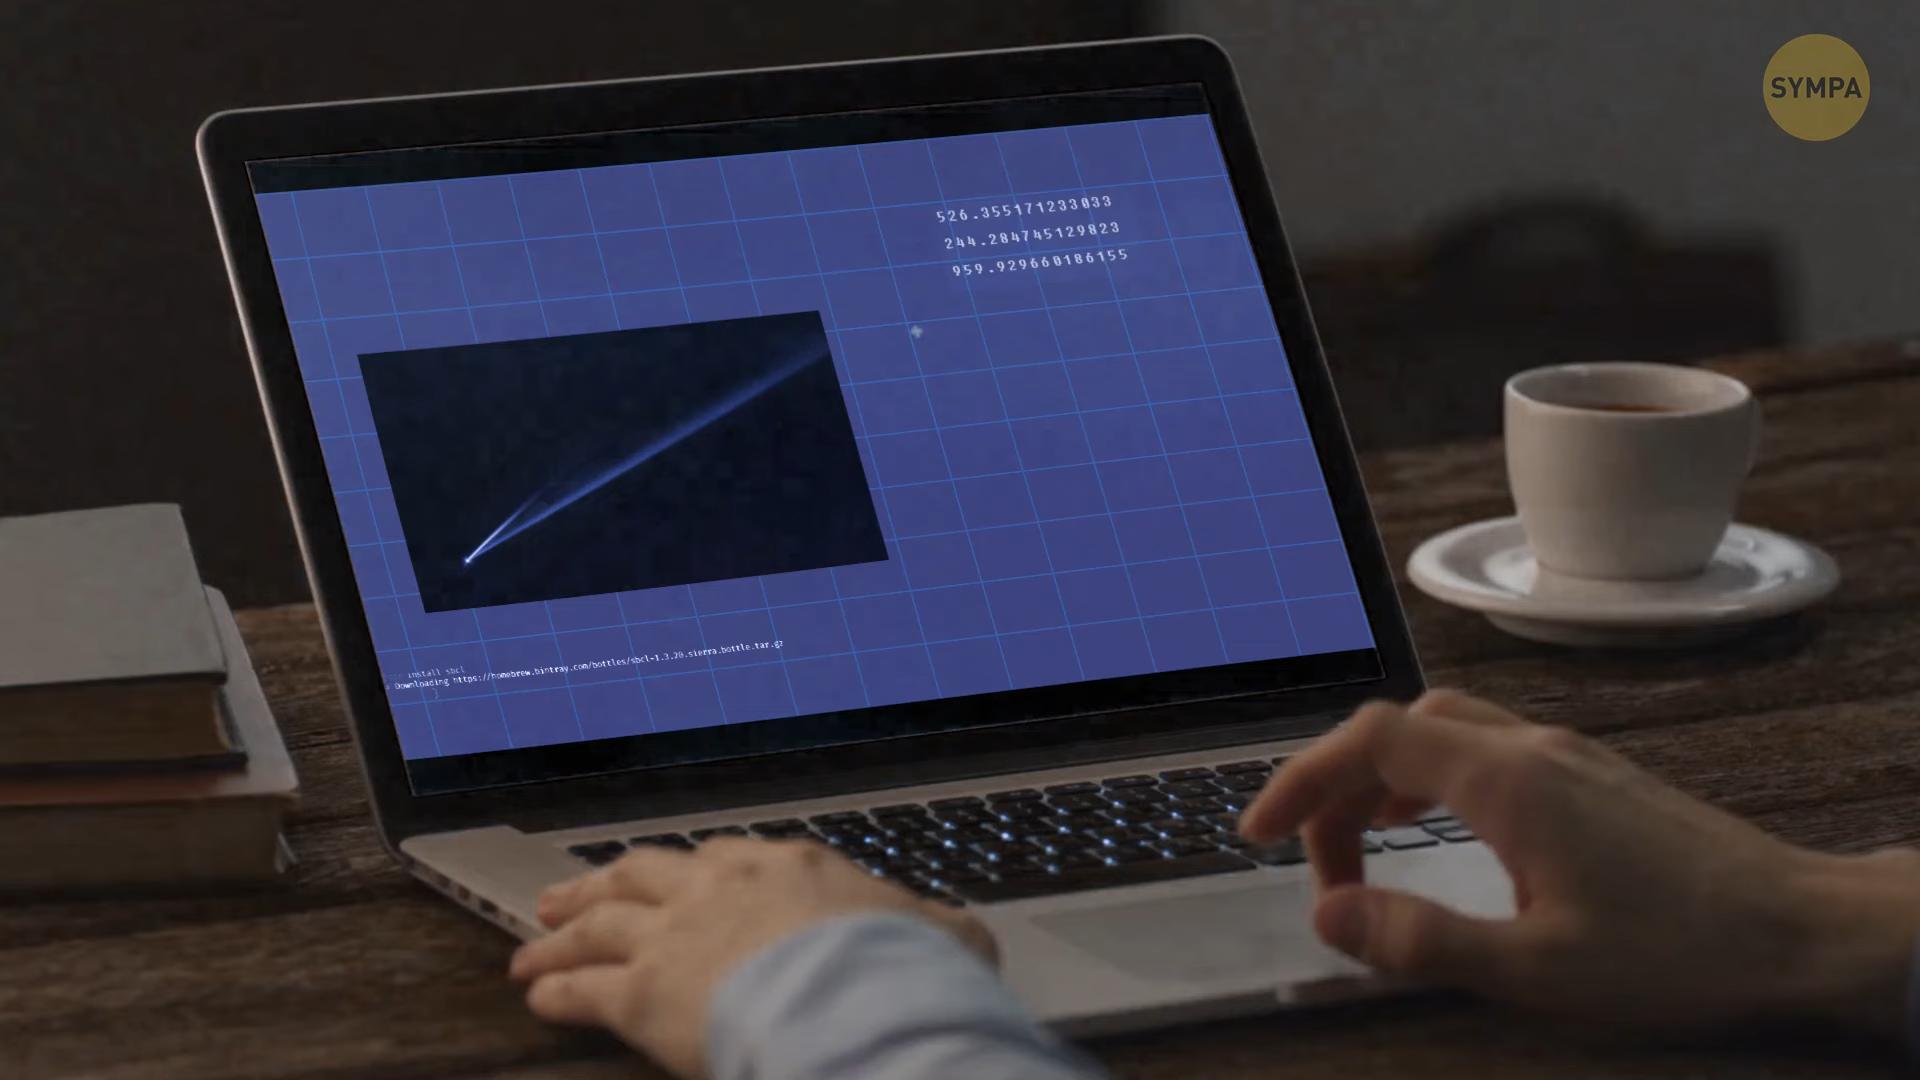 SYMPA
526.355171233033
244.284745129823
959.929660186155
install sbcl
Downloading https://homebrew.bintray.com/bottles/sbcl-1.3.20.sierra.bottle.tar.gz
}